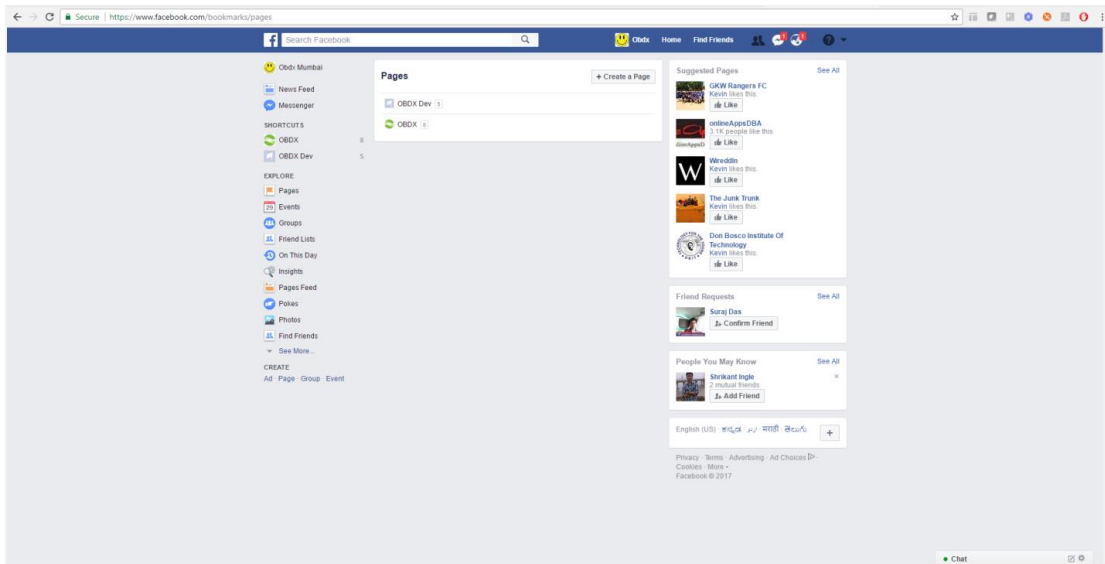 Secure | https://www.facebook.com/bookmarks/pages
Search Facebook
Obdx Home Find Friends
Obdx Mumbai
News Feed
Messenger
SHORTCUTS
OBDX 8
OBDX Dev 5
EXPLORE
Pages
29 Events
Groups
Friend Lists
On This Day
Insights
Pages Feed
Pokes
Photos
Find Friends
See More...
CREATE
Ad · Page · Group · Event
Pages
+ Create a Page
OBDX Dev 5
OBDX 8
Suggested Pages See All
GKW Rangers FC
Kevin likes this.
Like
onlineAppsDBA
3.1K people like this.
Like
Wireddin
Kevin likes this.
Like
The Junk Trunk
Kevin likes this.
Like
Don Bosco Institute Of
Technology
Kevin likes this.
Like
Friend Requests See All
Suraj Das
Confirm Friend
People You May Know See All
Shrikant Ingle
2 mutual friends
Add Friend
English (US) · ಕನ್ನಡ · اردو · मराठी · తెలుగు
Privacy · Terms · Advertising · Ad Choices ·
Cookies · More
Facebook © 2017
Chat